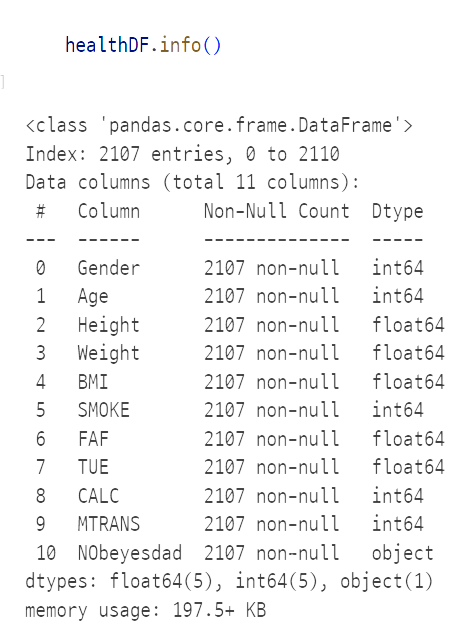 healthDF.info()
<class 'pandas.core.frame.DataFrame'>
Index: 2107 entries, 0 to 2110
Data columns (total 11 columns):
#   Column     Non-Null Count  Dtype
---  ------     --------------  -----
0   Gender     2107 non-null   int64
1   Age        2107 non-null   int64
2   Height     2107 non-null   float64
3   Weight     2107 non-null   float64
4   BMI        2107 non-null   float64
5   SMOKE      2107 non-null   int64
6   FAF        2107 non-null   float64
7   TUE        2107 non-null   float64
8   CALC       2107 non-null   int64
9   MTRANS     2107 non-null   int64
10  NObeyesdad  2107 non-null   object
dtypes: float64(5), int64(5), object(1)
memory usage: 197.5+ KB